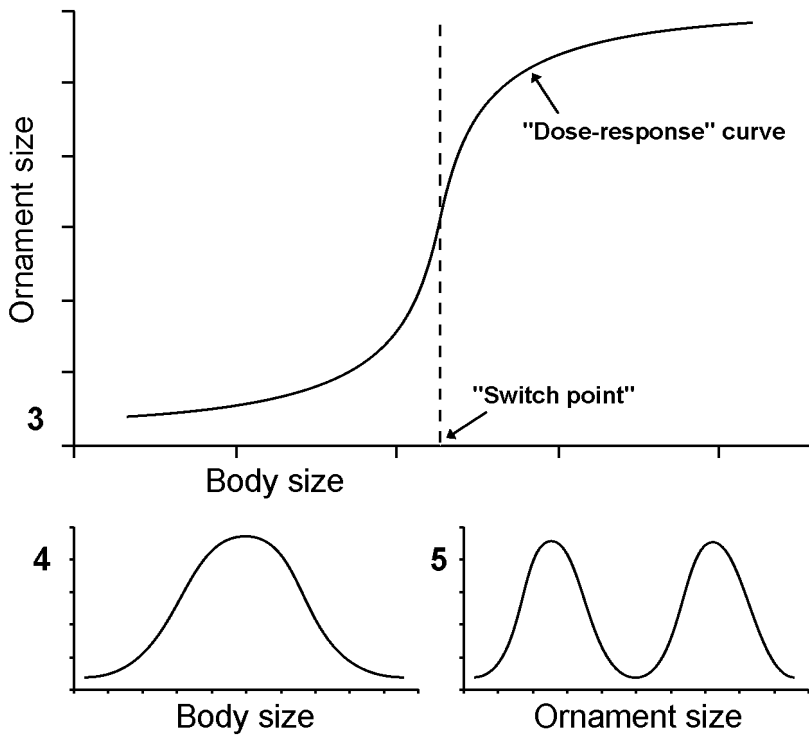 Ornament size
"Dose-response" curve
"Switch point"
3
Body size
4
Body size
5
Ornament size